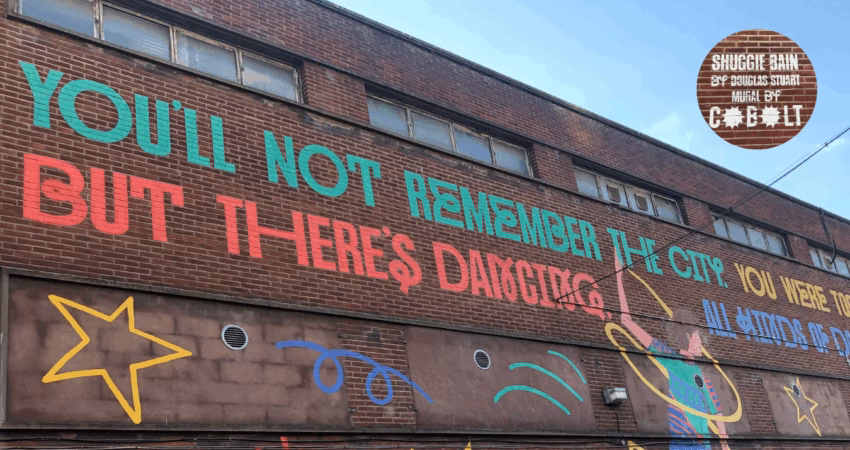 YOU'LL NOT REMEMBER THE CITY, YOU WERE TOO
BUT THERE'S DANCING, ALL KINDS OF
SHUGGIE BAIN
BY DOUGLAS STUART
MURAL BY
COBOLT